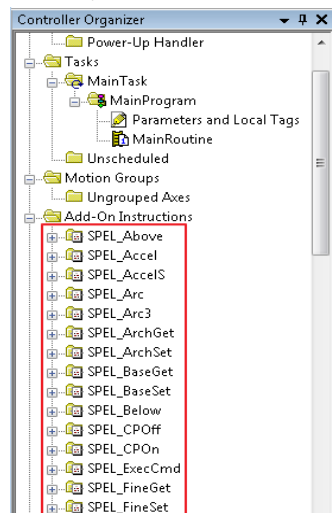 Controller Organizer
Power-Up Handler
Tasks
MainTask
MainProgram
Parameters and Local Tags
MainRoutine
Unscheduled
Motion Groups
Ungrouped Axes
Add-On Instructions
SPEL_Above
SPEL_Accel
SPEL_AccelS
SPEL_Arc
SPEL_Arc3
SPEL_ArchGet
SPEL_ArchSet
SPEL_BaseGet
SPEL_BaseSet
SPEL_Below
SPEL_CPOff
SPEL_CPOn
SPEL_ExecCmd
SPEL_FineGet
SPEL_FineSet